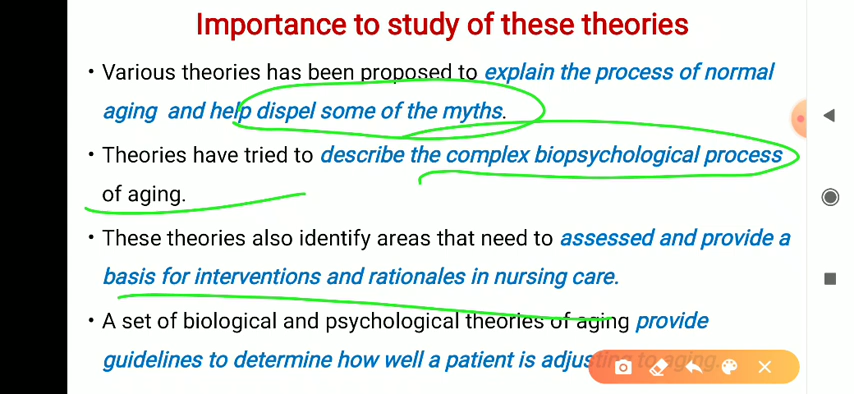 Importance to study of these theories
• Various theories has been proposed to explain the process of normal
aging and help dispel some of the myths.
• Theories have tried to describe the complex biopsychological process
of aging.
• These theories also identify areas that need to assessed and provide a
basis for interventions and rationales in nursing care.
• A set of biological and psychological theories of aging provide
guidelines to determine how well a patient is adjusting to aging.